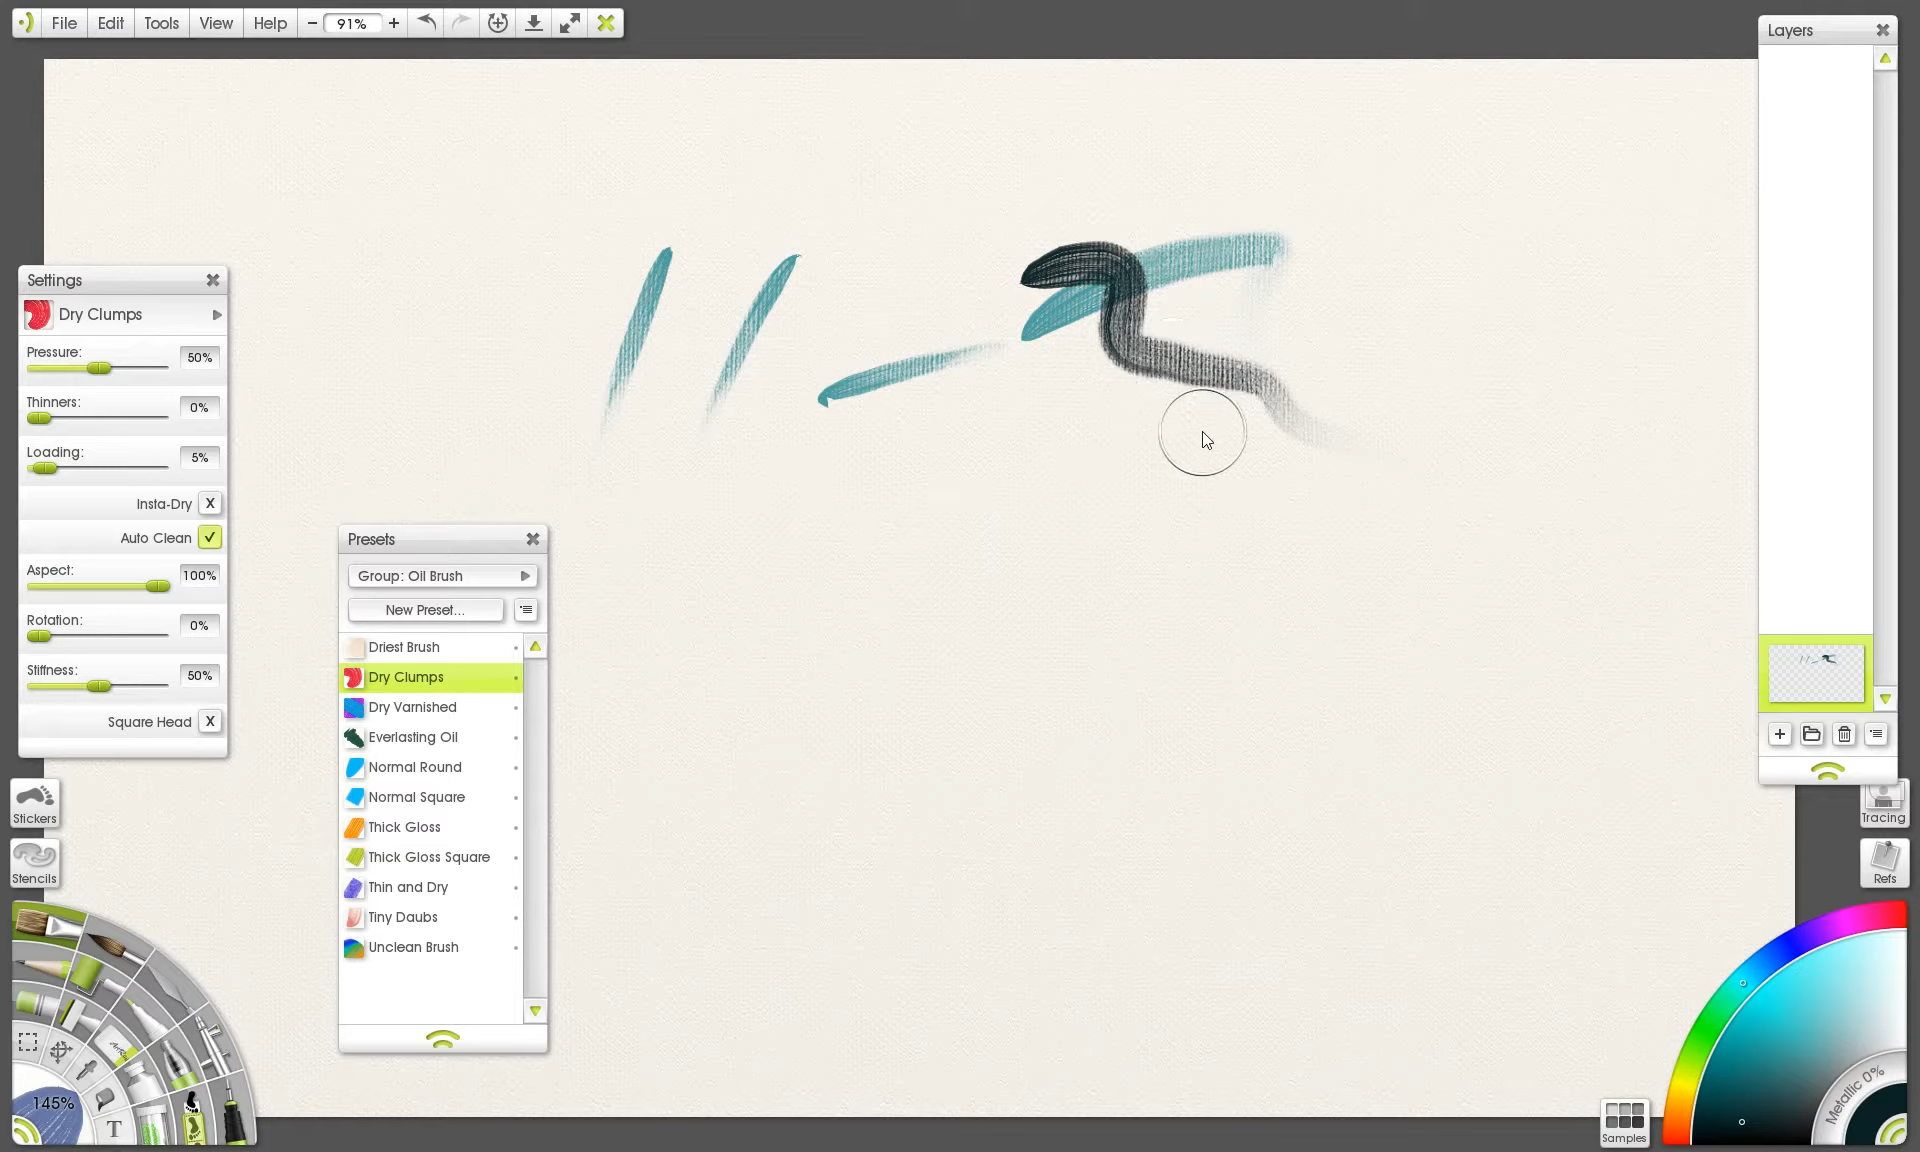 File Edit Tools View Help − 91% +
Layers
Settings
Dry Clumps
Pressure: 50%
Thinners: 0%
Loading: 5%
Insta-Dry X
Auto Clean
Aspect: 100%
Rotation: 0%
Stiffness: 50%
Square Head X
Presets
Group: Oil Brush
New Preset...
Driest Brush
Dry Clumps
Dry Varnished
Everlasting Oil
Normal Round
Normal Square
Thick Gloss
Thick Gloss Square
Thin and Dry
Tiny Daubs
Unclean Brush
Stickers
Stencils
145%
T
Tracing
Refs
Metallic 0%
Samples